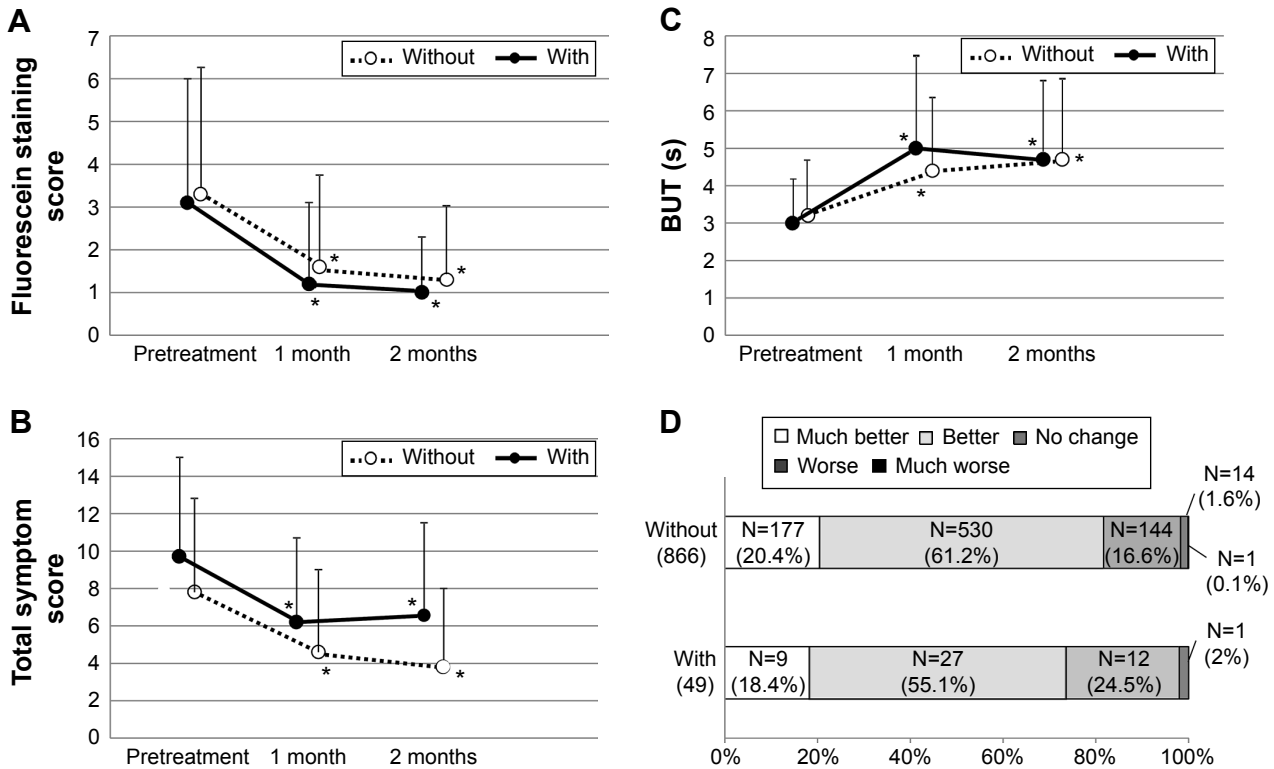 A
Fluorescein staining
score
7
6
5
4
3
2
1
0
Without With
*
*
*
*
Pretreatment 1 month 2 months
B
Total symptom
score
16
14
12
10
8
6
4
2
0
Without With
*
*
*
*
Pretreatment 1 month 2 months
C
BUT (s)
8
7
6
5
4
3
2
1
0
Without With
*
*
*
*
Pretreatment 1 month 2 months
D
Much better Better No change
Worse Much worse
N=14
(1.6%)
Without
(866)
N=177
(20.4%)
N=530
(61.2%)
N=144
(16.6%)
N=1
(0.1%)
With
(49)
N=9
(18.4%)
N=27
(55.1%)
N=12
(24.5%)
N=1
(2%)
0% 20% 40% 60% 80% 100%